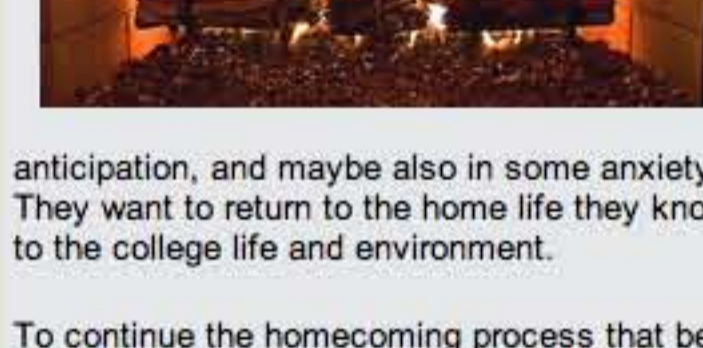 anticipation, and maybe also in some anxiety
They want to return to the home life they
to the college life and environment.
To continue the homecoming process that